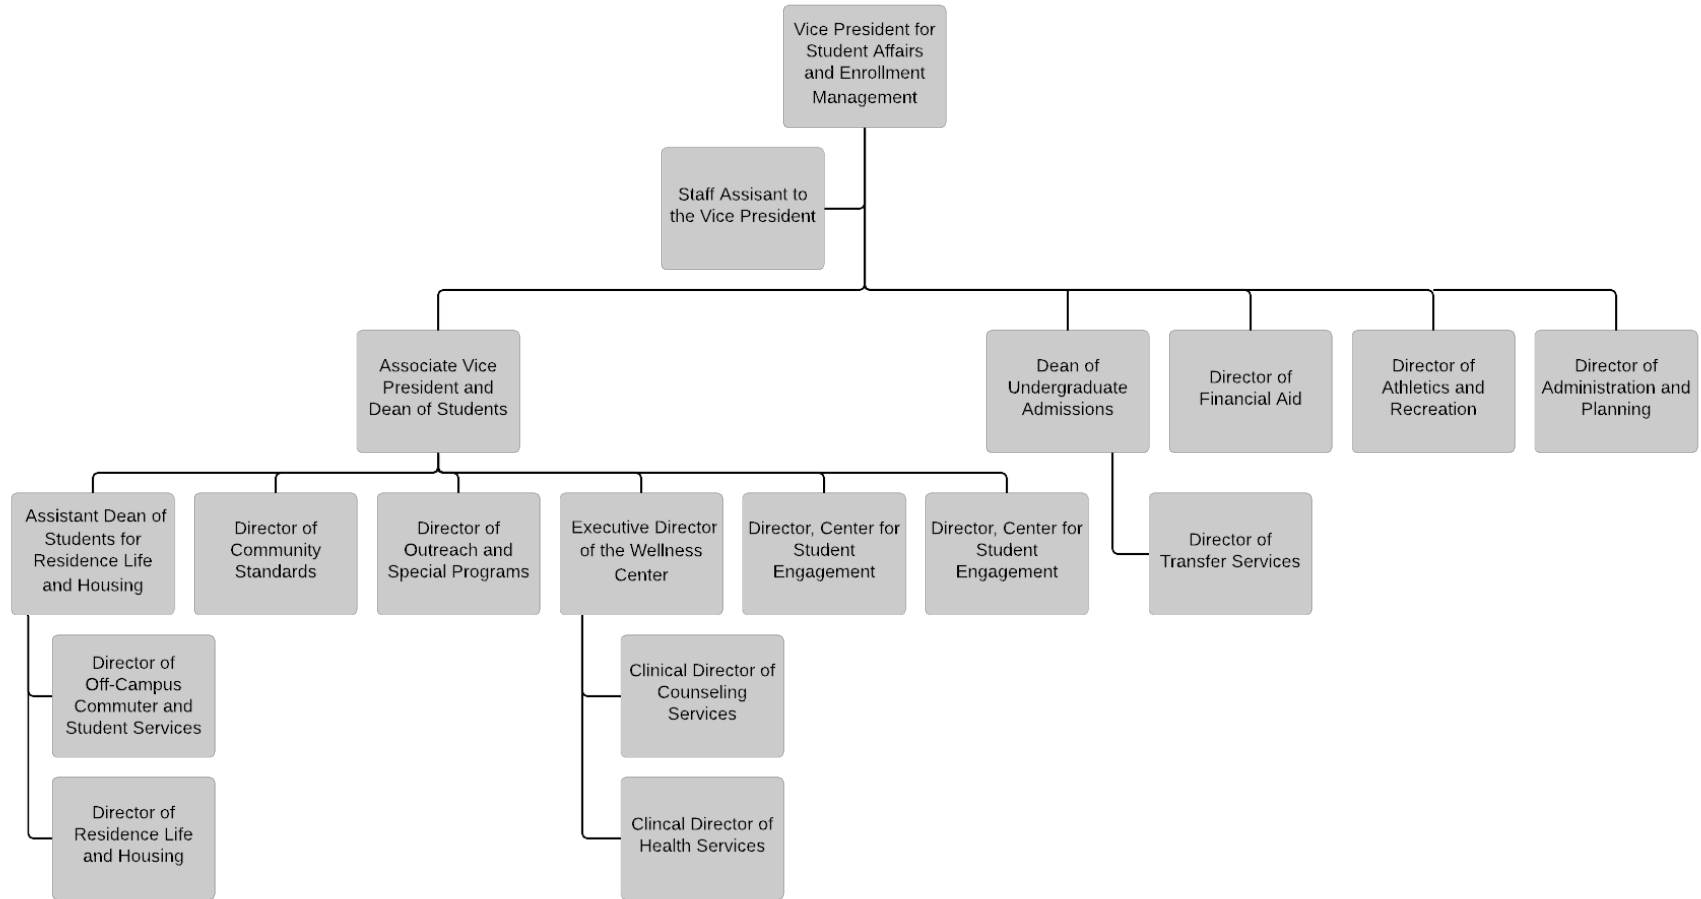 Vice President for
Student Affairs
and Enrollment
Management
Staff Assisant to
the Vice President
Associate Vice
President and
Dean of Students
Dean of
Undergraduate
Admissions
Director of
Financial Aid
Director of
Athletics and
Recreation
Director of
Administration and
Planning
Assistant Dean of
Students for
Residence Life
and Housing
Director of
Community
Standards
Director of
Outreach and
Special Programs
Executive Director
of the Wellness
Center
Director, Center for
Student
Engagement
Director, Center for
Student
Engagement
Director of
Transfer Services
Director of
Off-Campus
Commuter and
Student Services
Clinical Director of
Counseling
Services
Director of
Residence Life
and Housing
Clincal Director of
Health Services